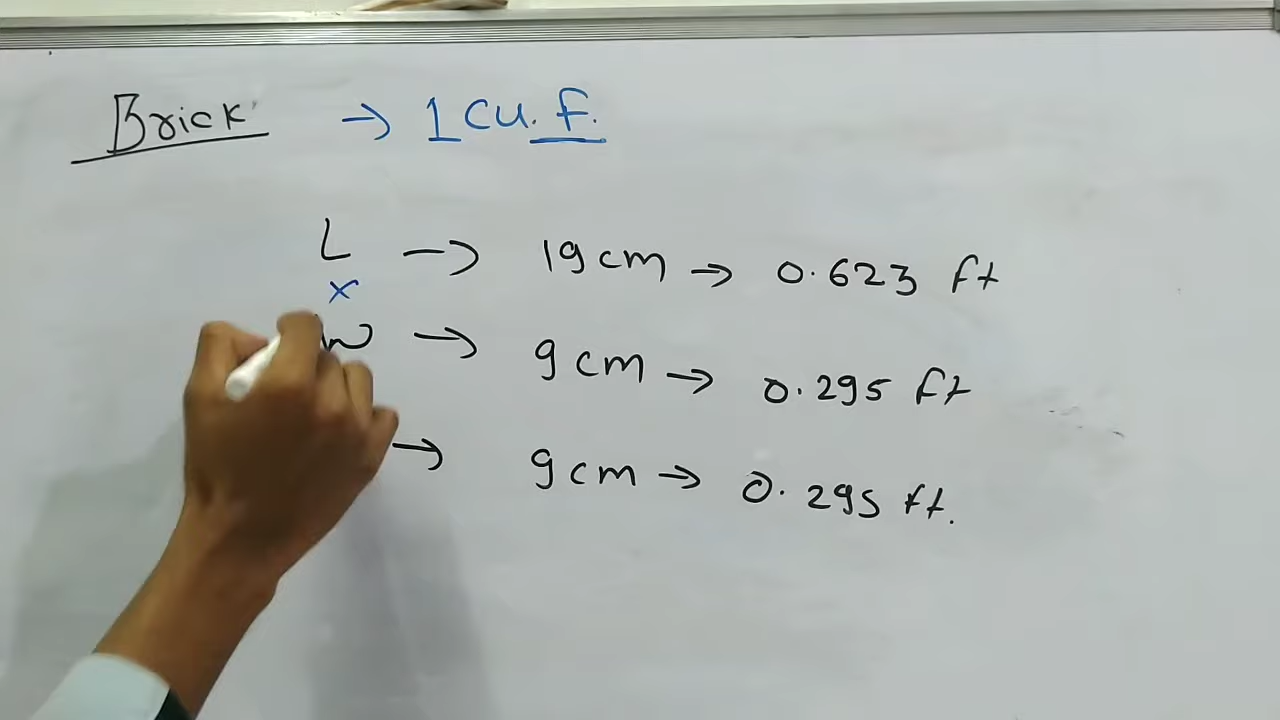 Brick → 1 cu. f.
L → 19 cm → 0.623 ft
x
W → 9 cm → 0.295 ft
→ 9 cm → 0.295 ft.